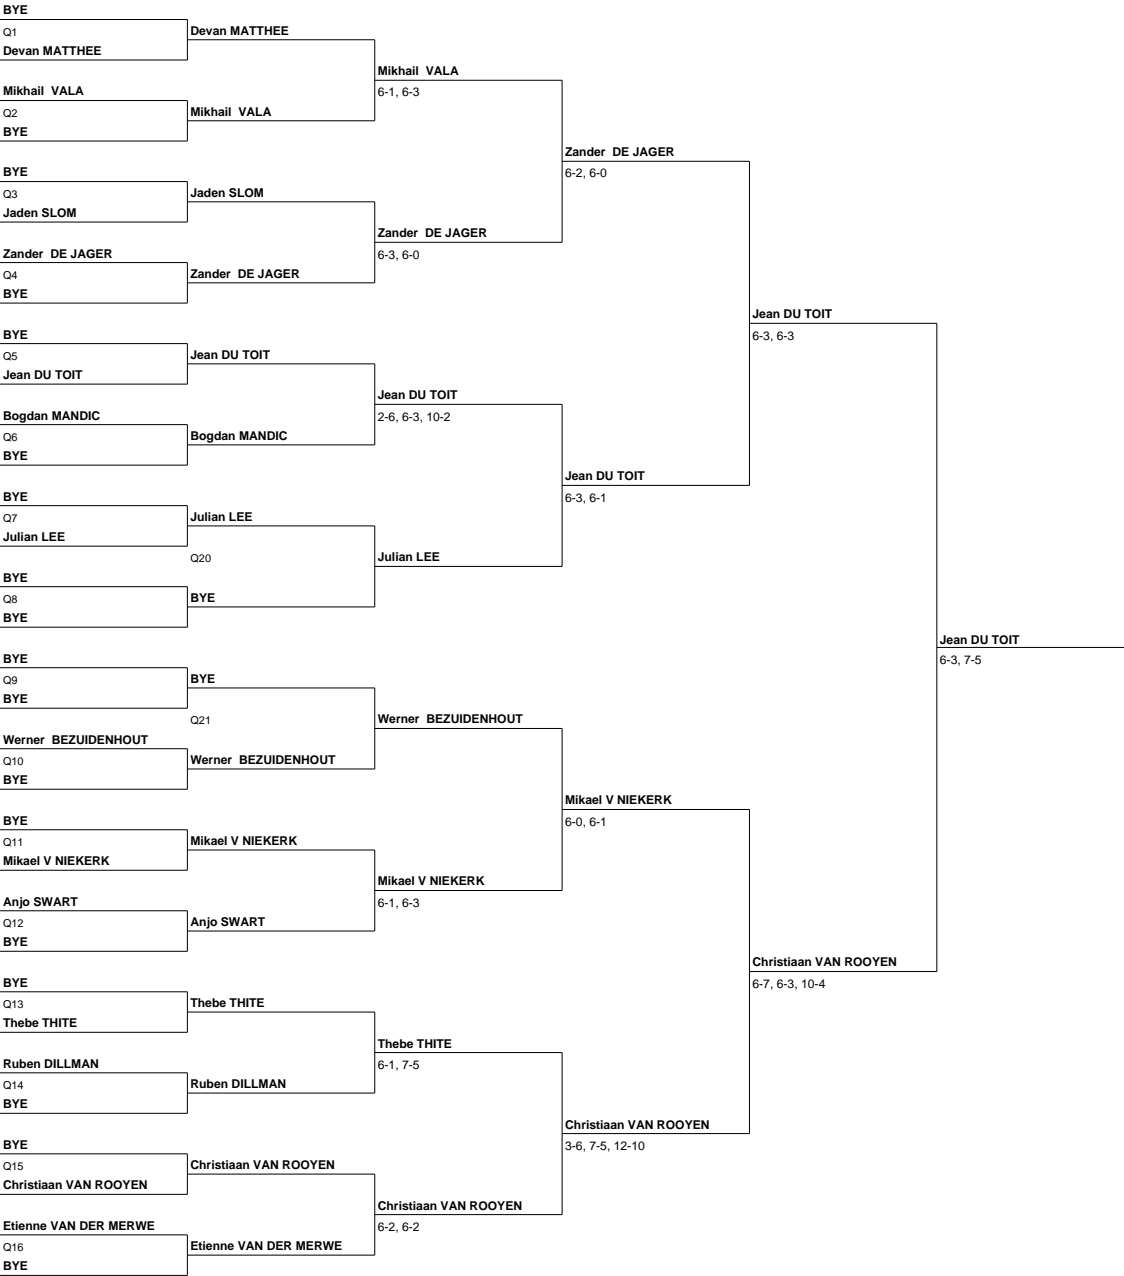 BYE
Q1
Devan MATTHEE
Mikhail VALA
Q2
BYE
BYE
Q3
Jaden SLOM
Zander DE JAGER
Q4
BYE
BYE
Q5
Jean DU TOIT
Bogdan MANDIC
Q6
BYE
BYE
Q7
Julian LEE
BYE
Q8
BYE
BYE
Q9
BYE
Werner BEZUIDENHOUT
Q10
BYE
BYE
Q11
Mikael V NIEKERK
Anjo SWART
Q12
BYE
BYE
Q13
Thebe THITE
Ruben DILLMAN
Q14
BYE
BYE
Q15
Christiaan VAN ROOYEN
Etienne VAN DER MERWE
Q16
BYE
Devan MATTHEE
Mikhail VALA
Jaden SLOM
Zander DE JAGER
Jean DU TOIT
Bogdan MANDIC
Julian LEE
Q20
BYE
BYE
Q21
Werner BEZUIDENHOUT
Mikael V NIEKERK
Anjo SWART
Thebe THITE
Ruben DILLMAN
Christiaan VAN ROOYEN
Etienne VAN DER MERWE
Mikhail VALA
6-1, 6-3
Zander DE JAGER
6-3, 6-0
Jean DU TOIT
2-6, 6-3, 10-2
Julian LEE
Werner BEZUIDENHOUT
Mikael V NIEKERK
6-1, 6-3
Thebe THITE
6-1, 7-5
Christiaan VAN ROOYEN
6-2, 6-2
Zander DE JAGER
6-2, 6-0
Jean DU TOIT
6-3, 6-1
Mikael V NIEKERK
6-0, 6-1
Christiaan VAN ROOYEN
3-6, 7-5, 12-10
Jean DU TOIT
6-3, 6-3
Christiaan VAN ROOYEN
6-7, 6-3, 10-4
Jean DU TOIT
6-3, 7-5